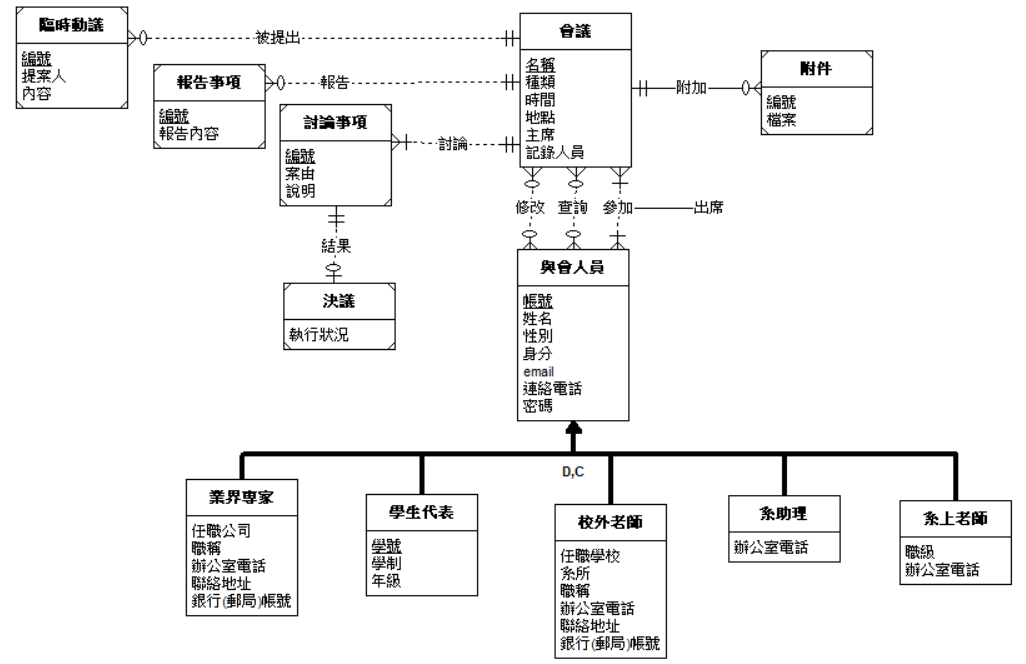 臨時動議
編號
提案人
內容
被提出
會議
名稱
種類
時間
地點
主席
記錄人員
報告事項
編號
報告內容
報告
附加
附件
編號
檔案
討論事項
編號
案由
說明
討論
修改
查詢
參加
出席
結果
決議
執行狀況
與會人員
帳號
姓名
性別
身分
email
連絡電話
密碼
D,C
業界專家
任職公司
職稱
辦公室電話
聯絡地址
銀行(郵局)帳號
學生代表
學號
學制
年級
校外老師
任職學校
系所
職稱
辦公室電話
聯絡地址
銀行(郵局)帳號
系助理
辦公室電話
系上老師
職級
辦公室電話